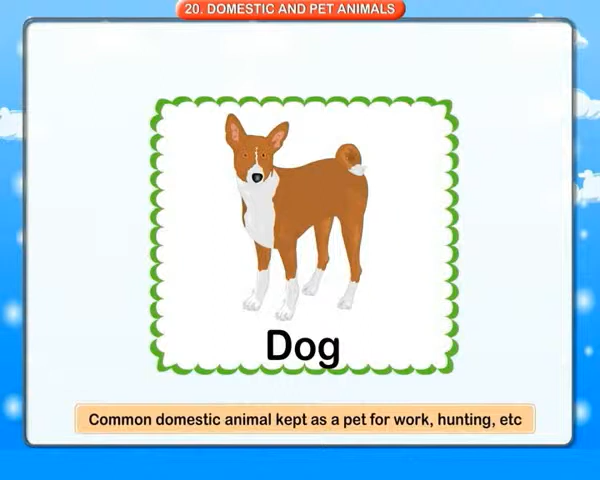 20. DOMESTIC AND PET ANIMALS
Dog
Common domestic animal kept as a pet for work, hunting, etc